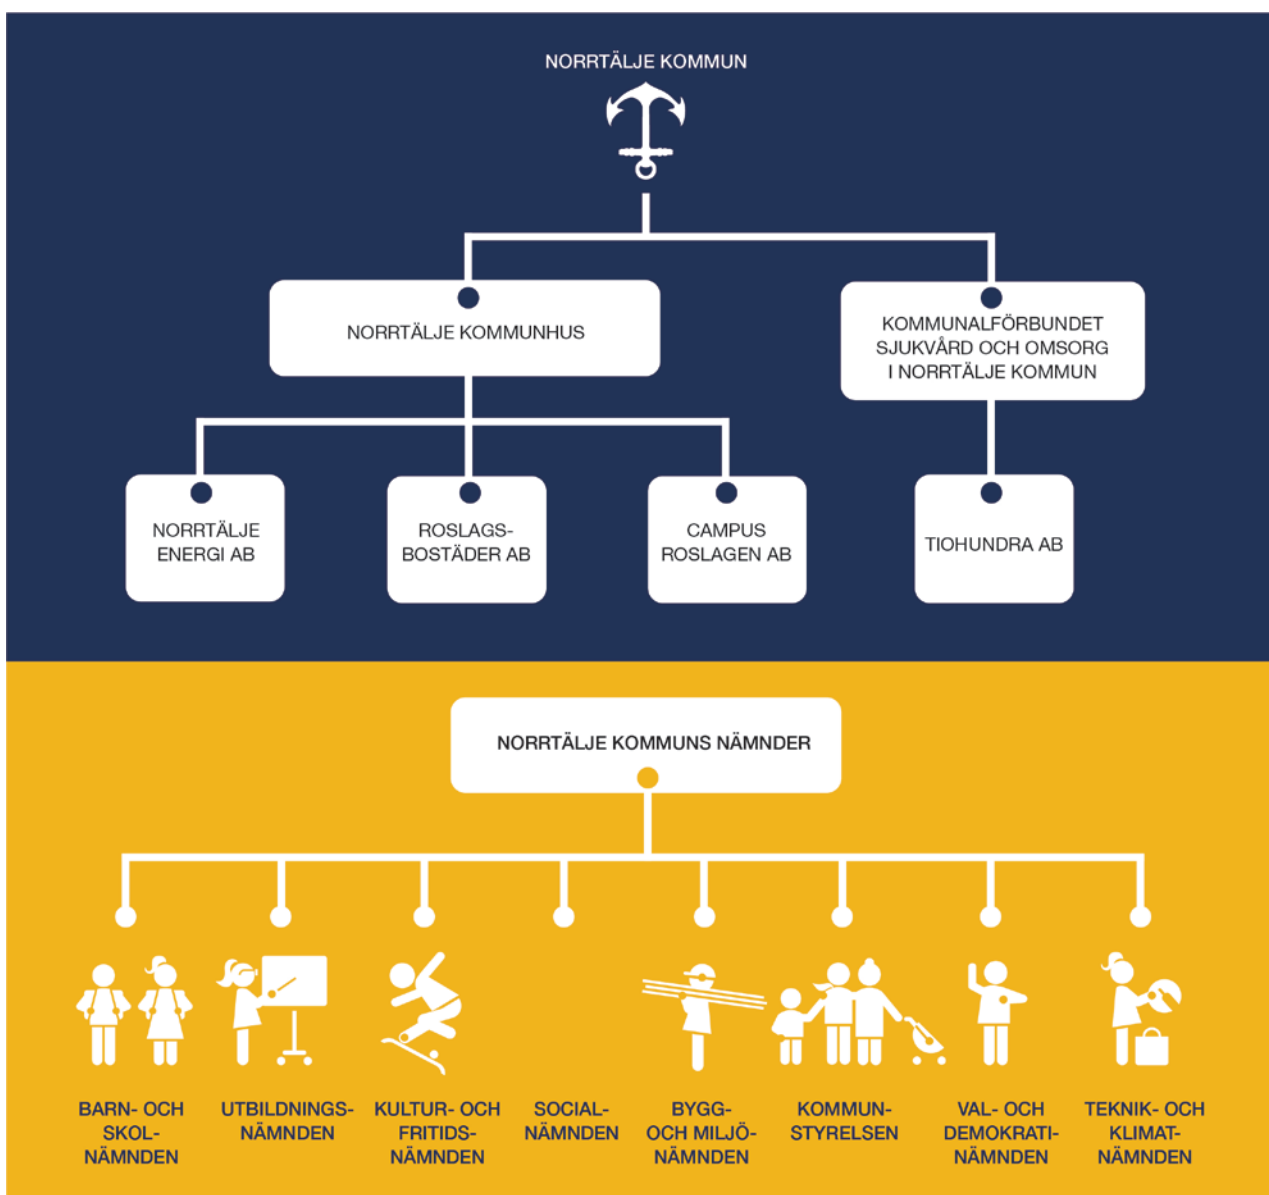 NORRTÄLJE KOMMUN
NORRTÄLJE KOMMUNHUS
KOMMUNALFÖRBUNDET
SJUKVÅRD OCH OMSORG
I NORRTÄLJE KOMMUN
NORRTÄLJE
ENERGI AB
ROSLAGS-
BOSTÄDER AB
CAMPUS
ROSLAGEN AB
TIOHUNDRA AB
NORRTÄLJE KOMMUNS NÄMNDER
BARN- OCH
SKOL-
NÄMNDEN
UTBILDNINGS-
NÄMNDEN
KULTUR- OCH
FRITIDS-
NÄMNDEN
SOCIAL-
NÄMNDEN
BYGG-
OCH MILJÖ-
NÄMNDEN
KOMMUN-
STYRELSEN
VAL- OCH
DEMOKRATI-
NÄMNDEN
TEKNIK- OCH
KLIMAT-
NÄMNDEN